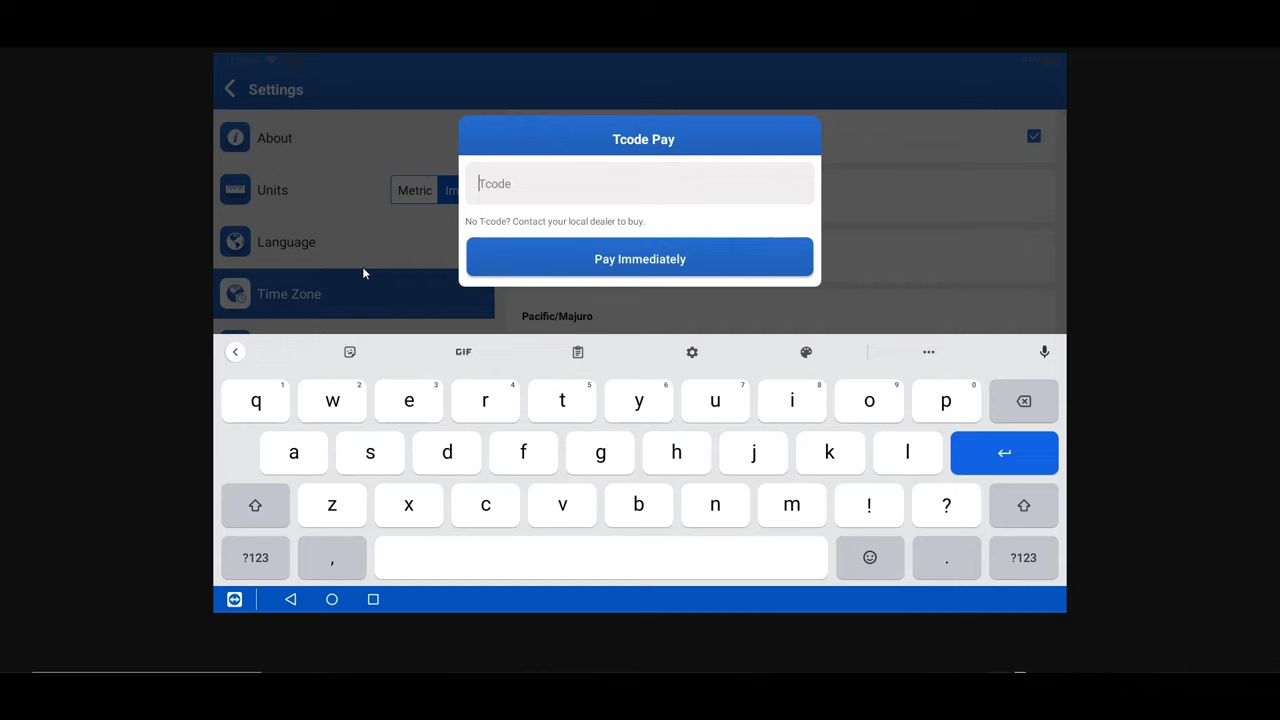 Settings
About
Units
Metric
Im
Language
Time Zone
Tcode Pay
Tcode
No T-code? Contact your local dealer to buy.
Pay Immediately
Pacific/Majuro
GIF
1 2 3 4 5 6 7 8 9 0
q w e r t y u i o p
a s d f g h j k l
z x c v b n m ! ?
?123 , . ?123